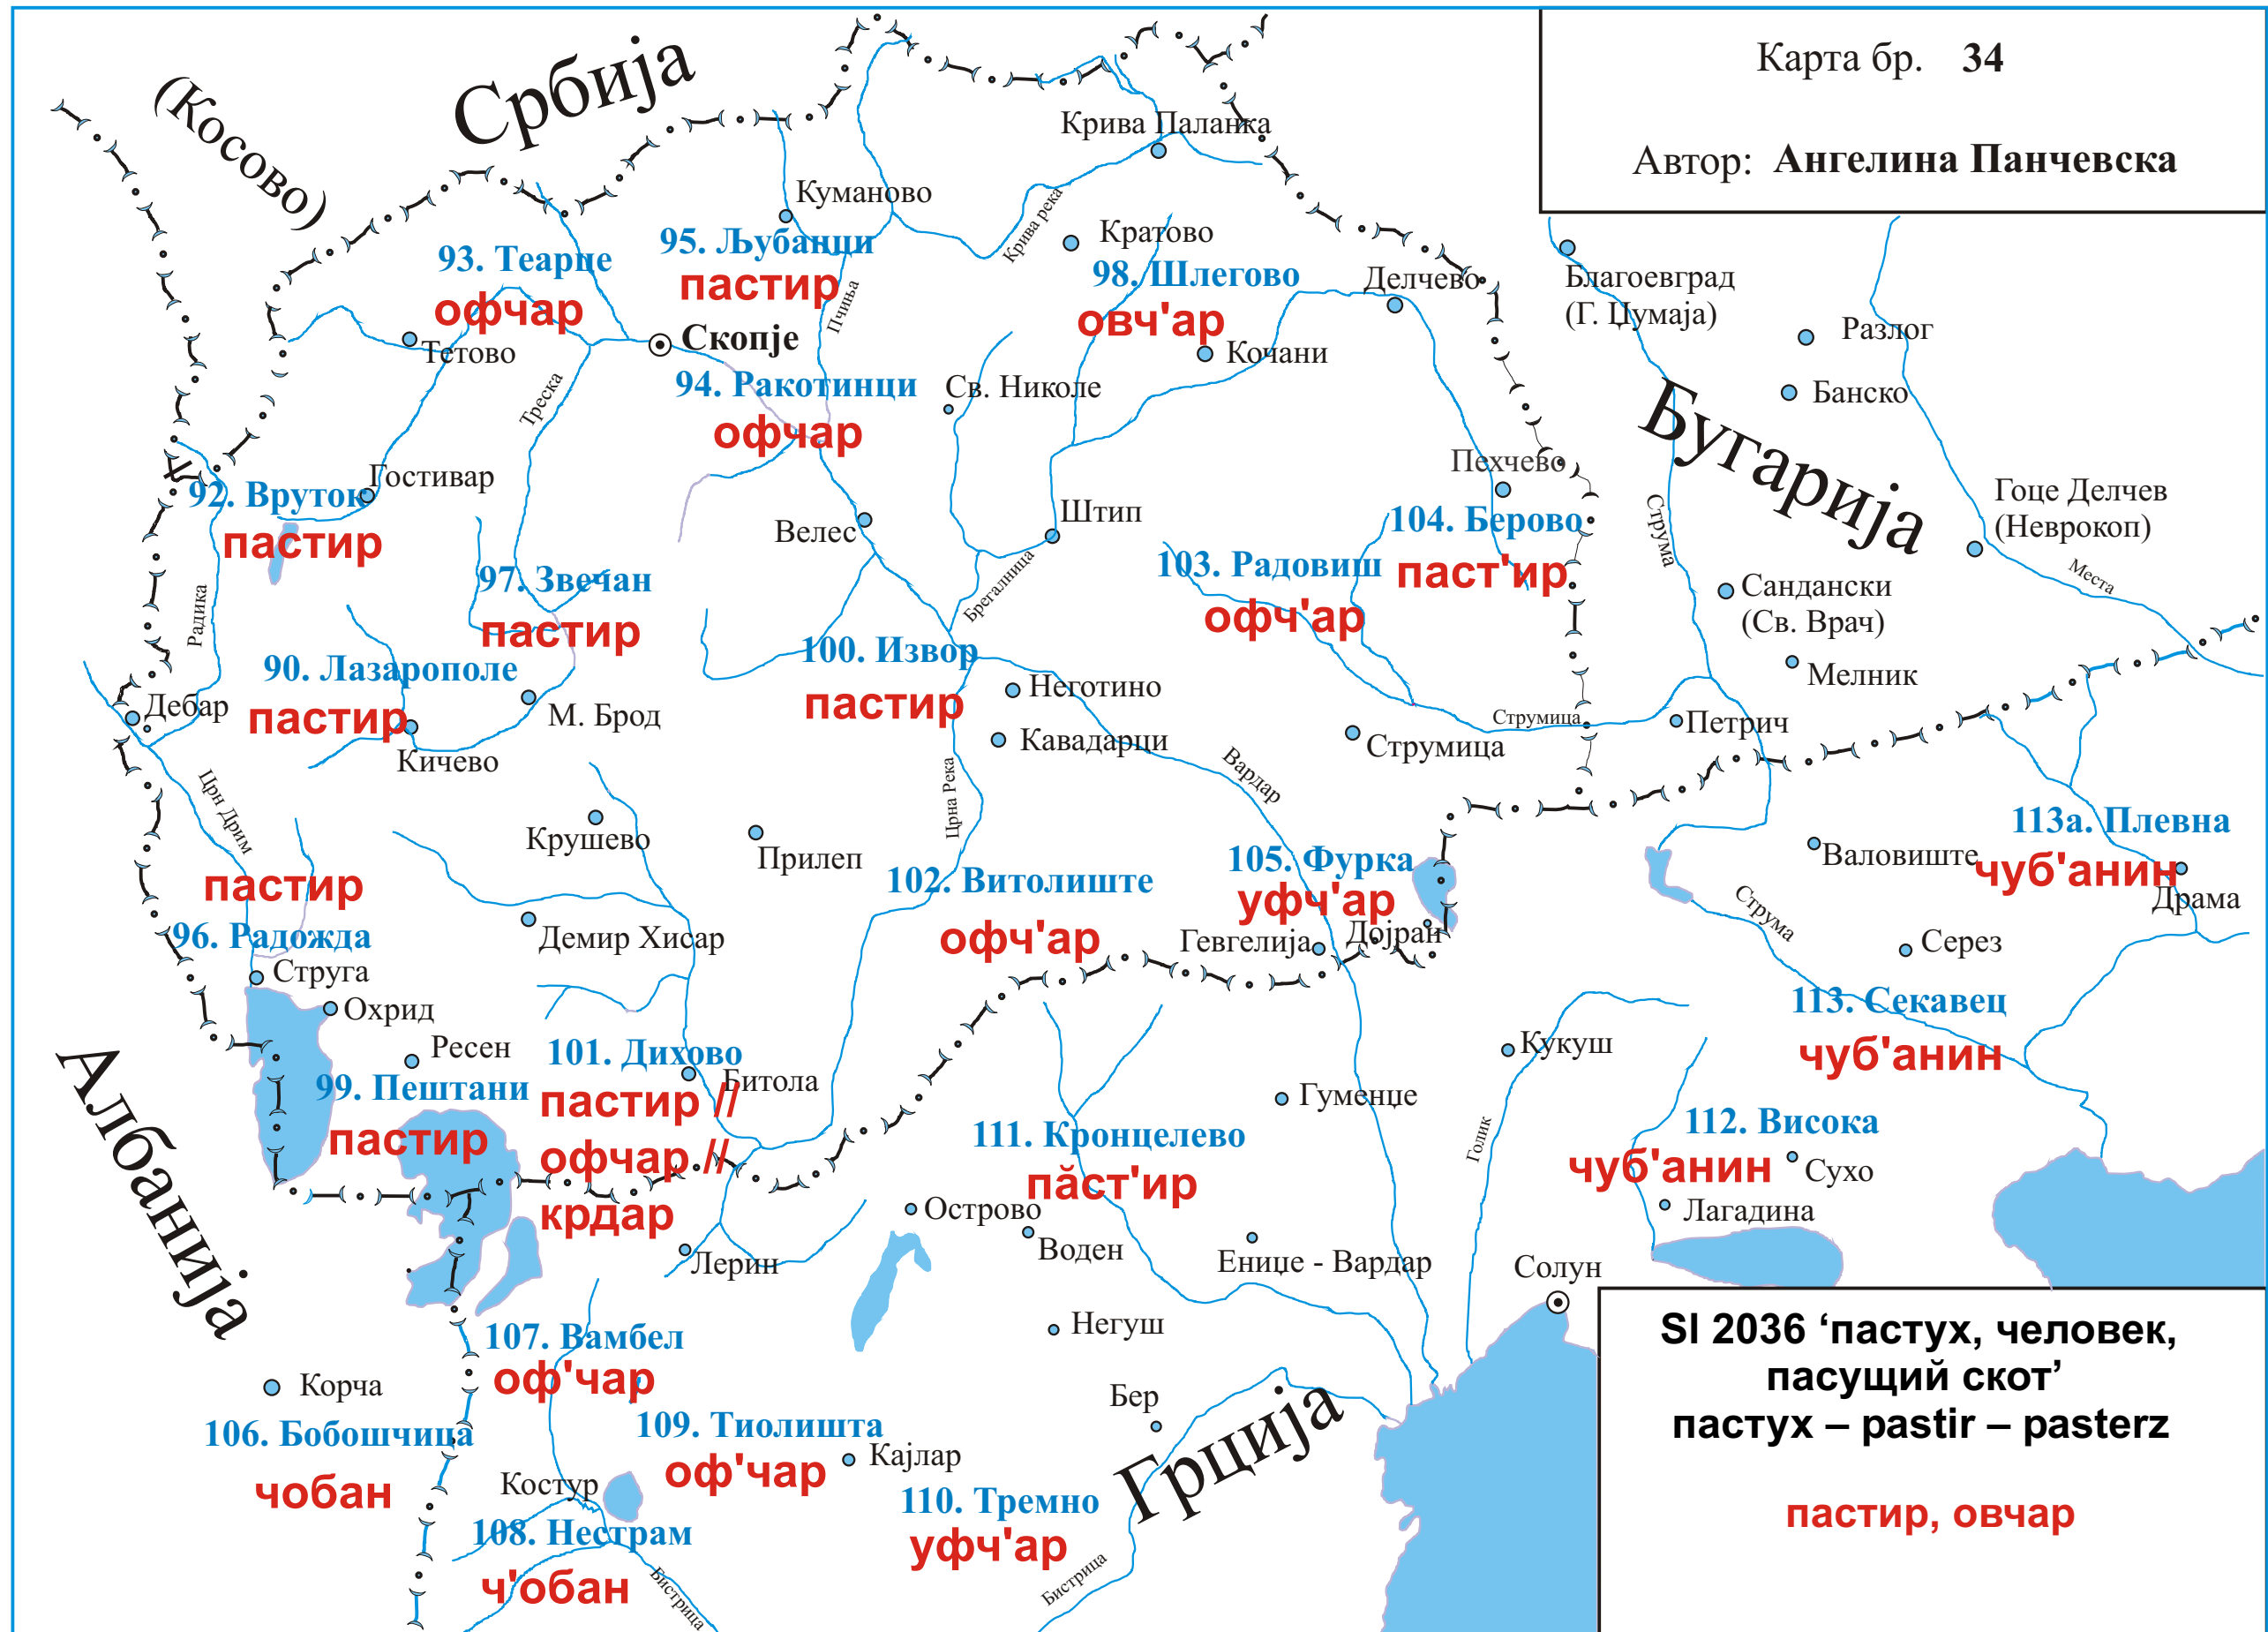 Карта бр. 34
Автор: Ангелина Панчевска
Србија
(Косово)
Крива Паланка
Куманово
Крива река
Кратово
95. Љубанци
пастир
93. Теарце
офчар
98. Шлегово
овч'ар
Делчево
Благоевград
(Г. Џумаја)
Пчиња
Скопје
Тетово
Кочани
Разлог
94. Ракотинци
офчар
Св. Николе
Банско
Треска
Бугарија
Гостивар
92. Вруток
пастир
Велес
Штип
Пехчево
104. Берово
паст'ир
Струма
Гоце Делчев
(Неврокоп)
97. Звечан
пастир
103. Радовиш
офч'ар
Брегалница
Сандански
(Св. Врач)
Места
Радика
90. Лазарополе
пастир
100. Извор
пастир
Мелник
Неготино
Дебар
М. Брод
Струмица
Петрич
Кичево
Кавадарци
Струмица
Црн Дрим
Црна Река
Вардар
Крушево
Прилеп
113а. Плевна
чуб'анин
Валовиште
Драма
пастир
96. Радожда
102. Витолиште
офч'ар
105. Фурка
уфч'ар
Гевгелија
Дојран
Струма
Серез
Демир Хисар
Струга
Охрид
113. Секавец
чуб'анин
Ресен
101. Дихово
пастир //
офчар //
крдар
Битола
Кукуш
Гуменџе
Албанија
99. Пештани
пастир
111. Кронцелево
пăст'ир
Голик
112. Висока
чуб'анин
Сухо
Лагадина
Острово
Воден
Лерин
Ениџе - Вардар
Солун
Негуш
107. Вамбел
оф'чар
Корча
Бер
Грција
106. Бобошчица
чобан
109. Тиолишта
оф'чар
Кајлар
Костур
110. Тремно
уфч'ар
108. Нестрам
ч'обан
Бистрица
Бистрица
Sl 2036 ‘пастух, человек,
пасущий скот’
пастух – pastir – pasterz
пастир, овчар